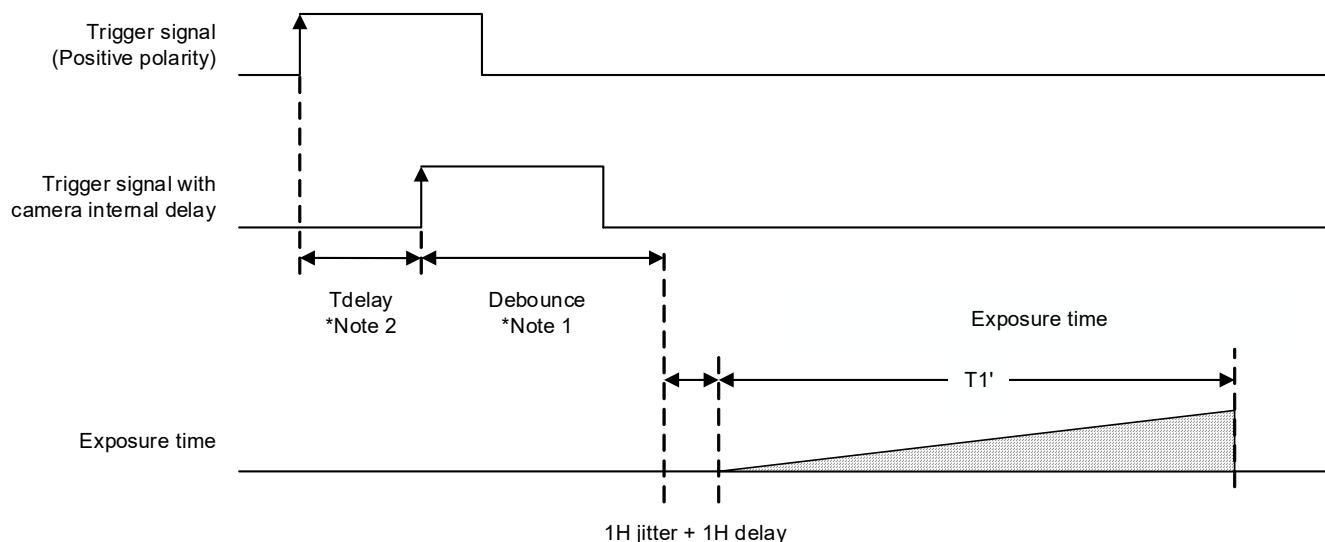 Trigger signal
(Positive polarity)
Trigger signal with
camera internal delay
Tdelay
*Note 2
Debounce
*Note 1
Exposure time
T1'
Exposure time
1H jitter + 1H delay